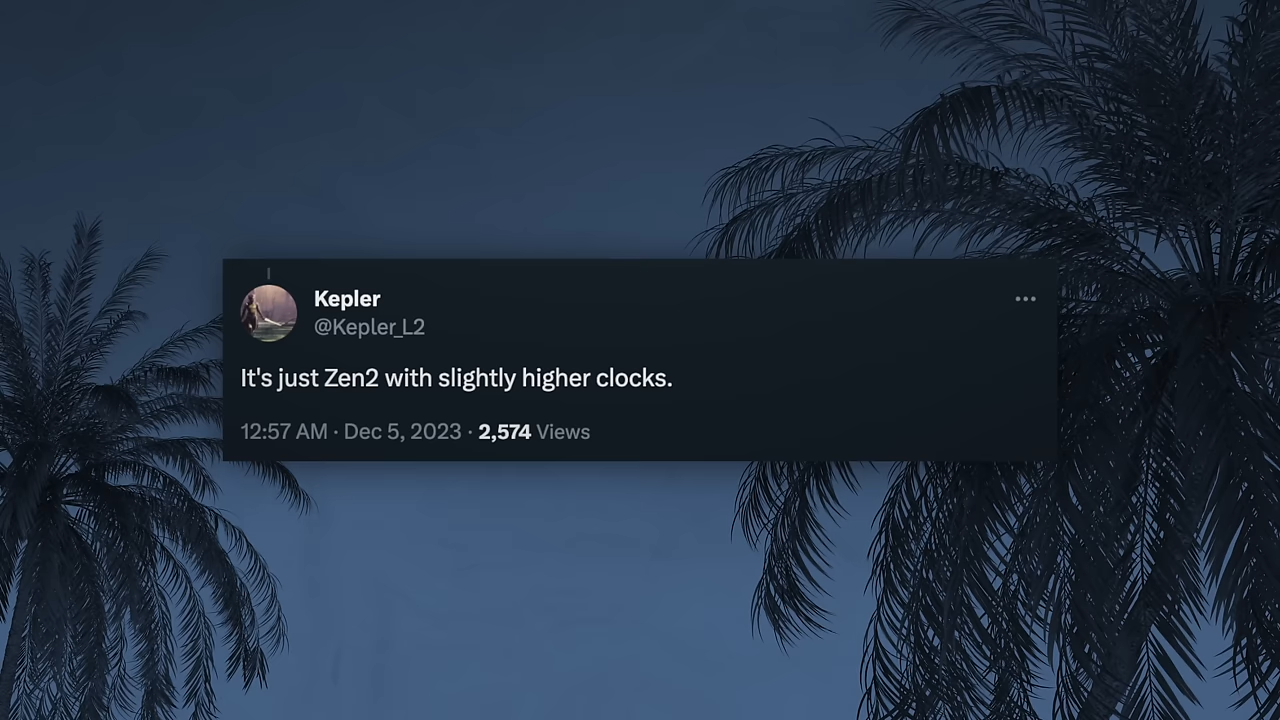 Kepler
@Kepler_L2
It's just Zen2 with slightly higher clocks.
12:57 AM · Dec 5, 2023 · 2,574 Views